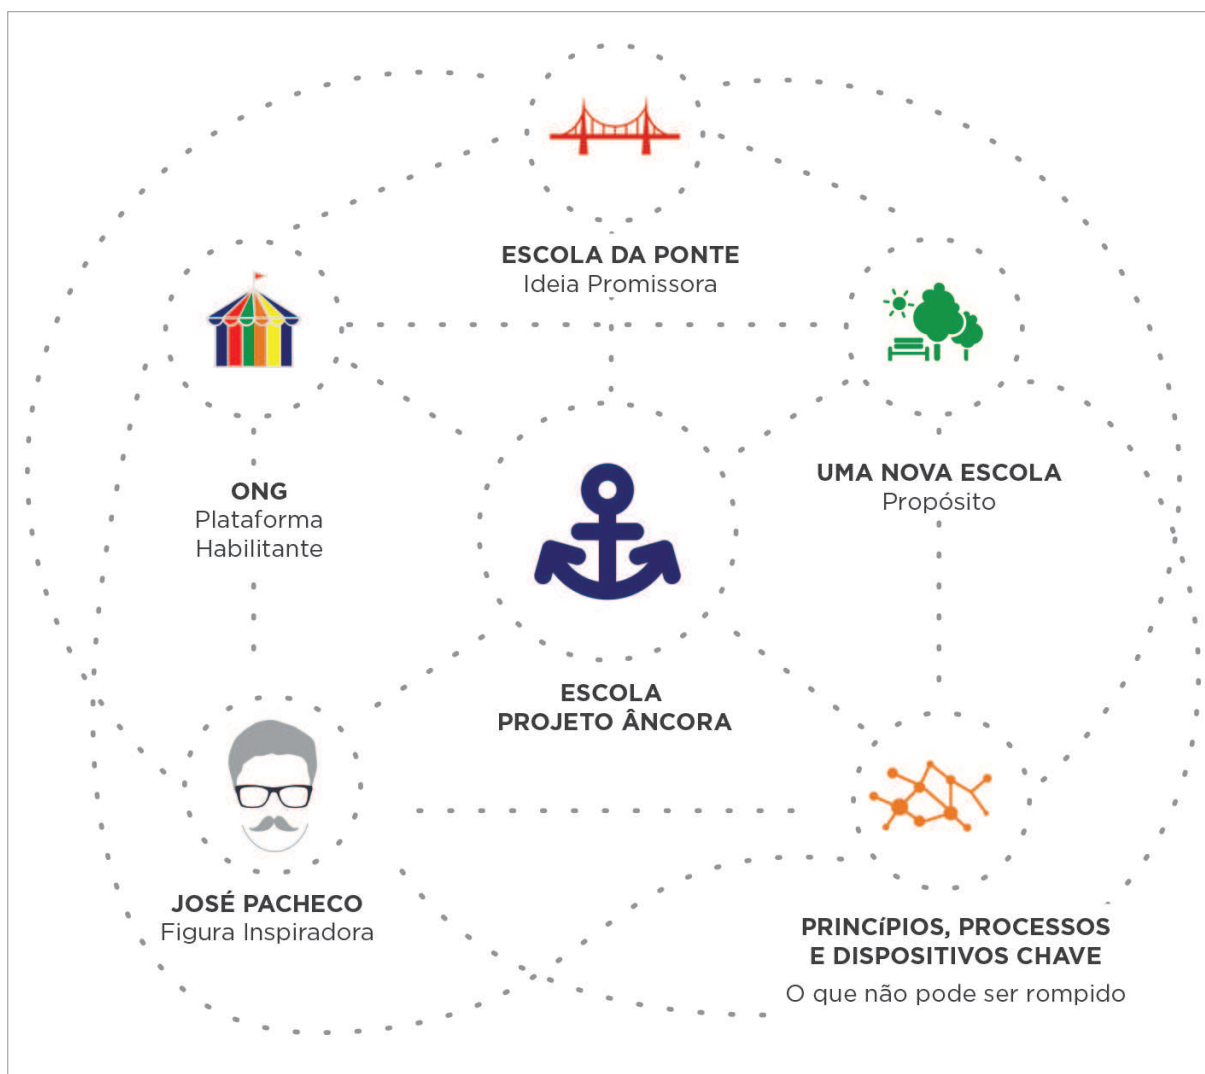 ESCOLA DA PONTE
Ideia Promissora
ONG
Plataforma
Habilitante
UMA NOVA ESCOLA
Propósito
ESCOLA
PROJETO ÂNCORA
JOSÉ PACHECO
Figura Inspiradora
PRINCíPIOS, PROCESSOS
E DISPOSITIVOS CHAVE
O que não pode ser rompido